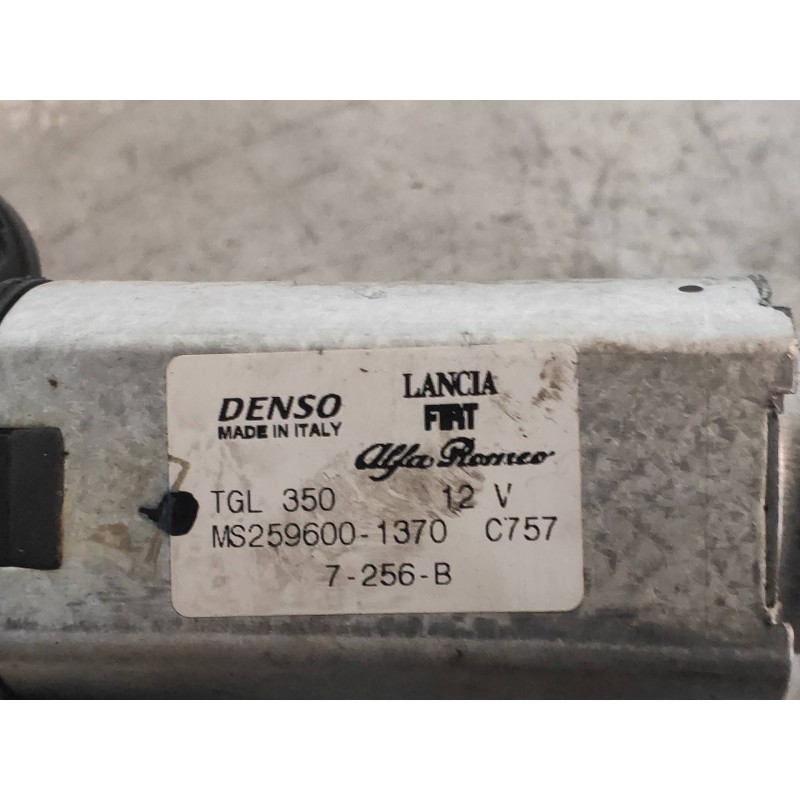 DENSO
MADE IN ITALY
LANCIA
FIAT
Alfa Romeo
TGL 350 12 V
MS259600-1370 C757
7-256-B